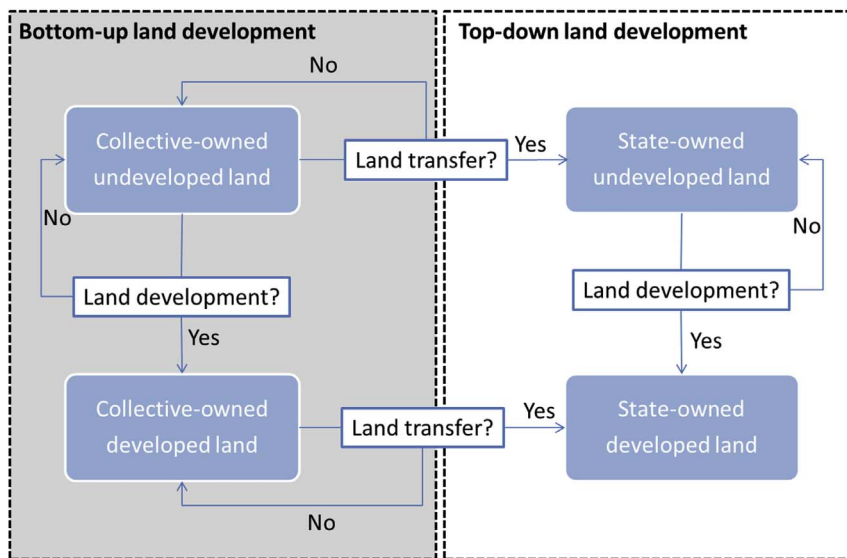 Bottom-up land development
Top-down land development
No
Collective-owned
undeveloped land
Land transfer?
Yes
State-owned
undeveloped land
No
No
Land development?
Land development?
Yes
Yes
Collective-owned
developed land
Land transfer?
Yes
State-owned
developed land
No